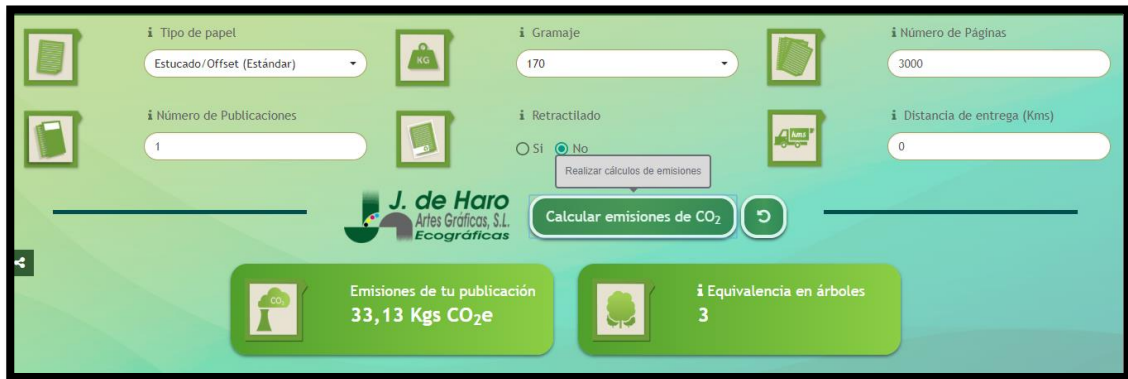 i Tipo de papel
Estucado/Offset (Estándar)
i Gramaje
KG
170
i Número de Páginas
3000
i Número de Publicaciones
1
i Retractilado
Si No
i Distancia de entrega (Kms)
kms
0
Realizar cálculos de emisiones
J. de Haro
Artes Gráficas, S.L.
Ecográficas
Calcular emisiones de CO₂
CO₂
Emisiones de tu publicación
33,13 Kgs CO₂e
i Equivalencia en árboles
3